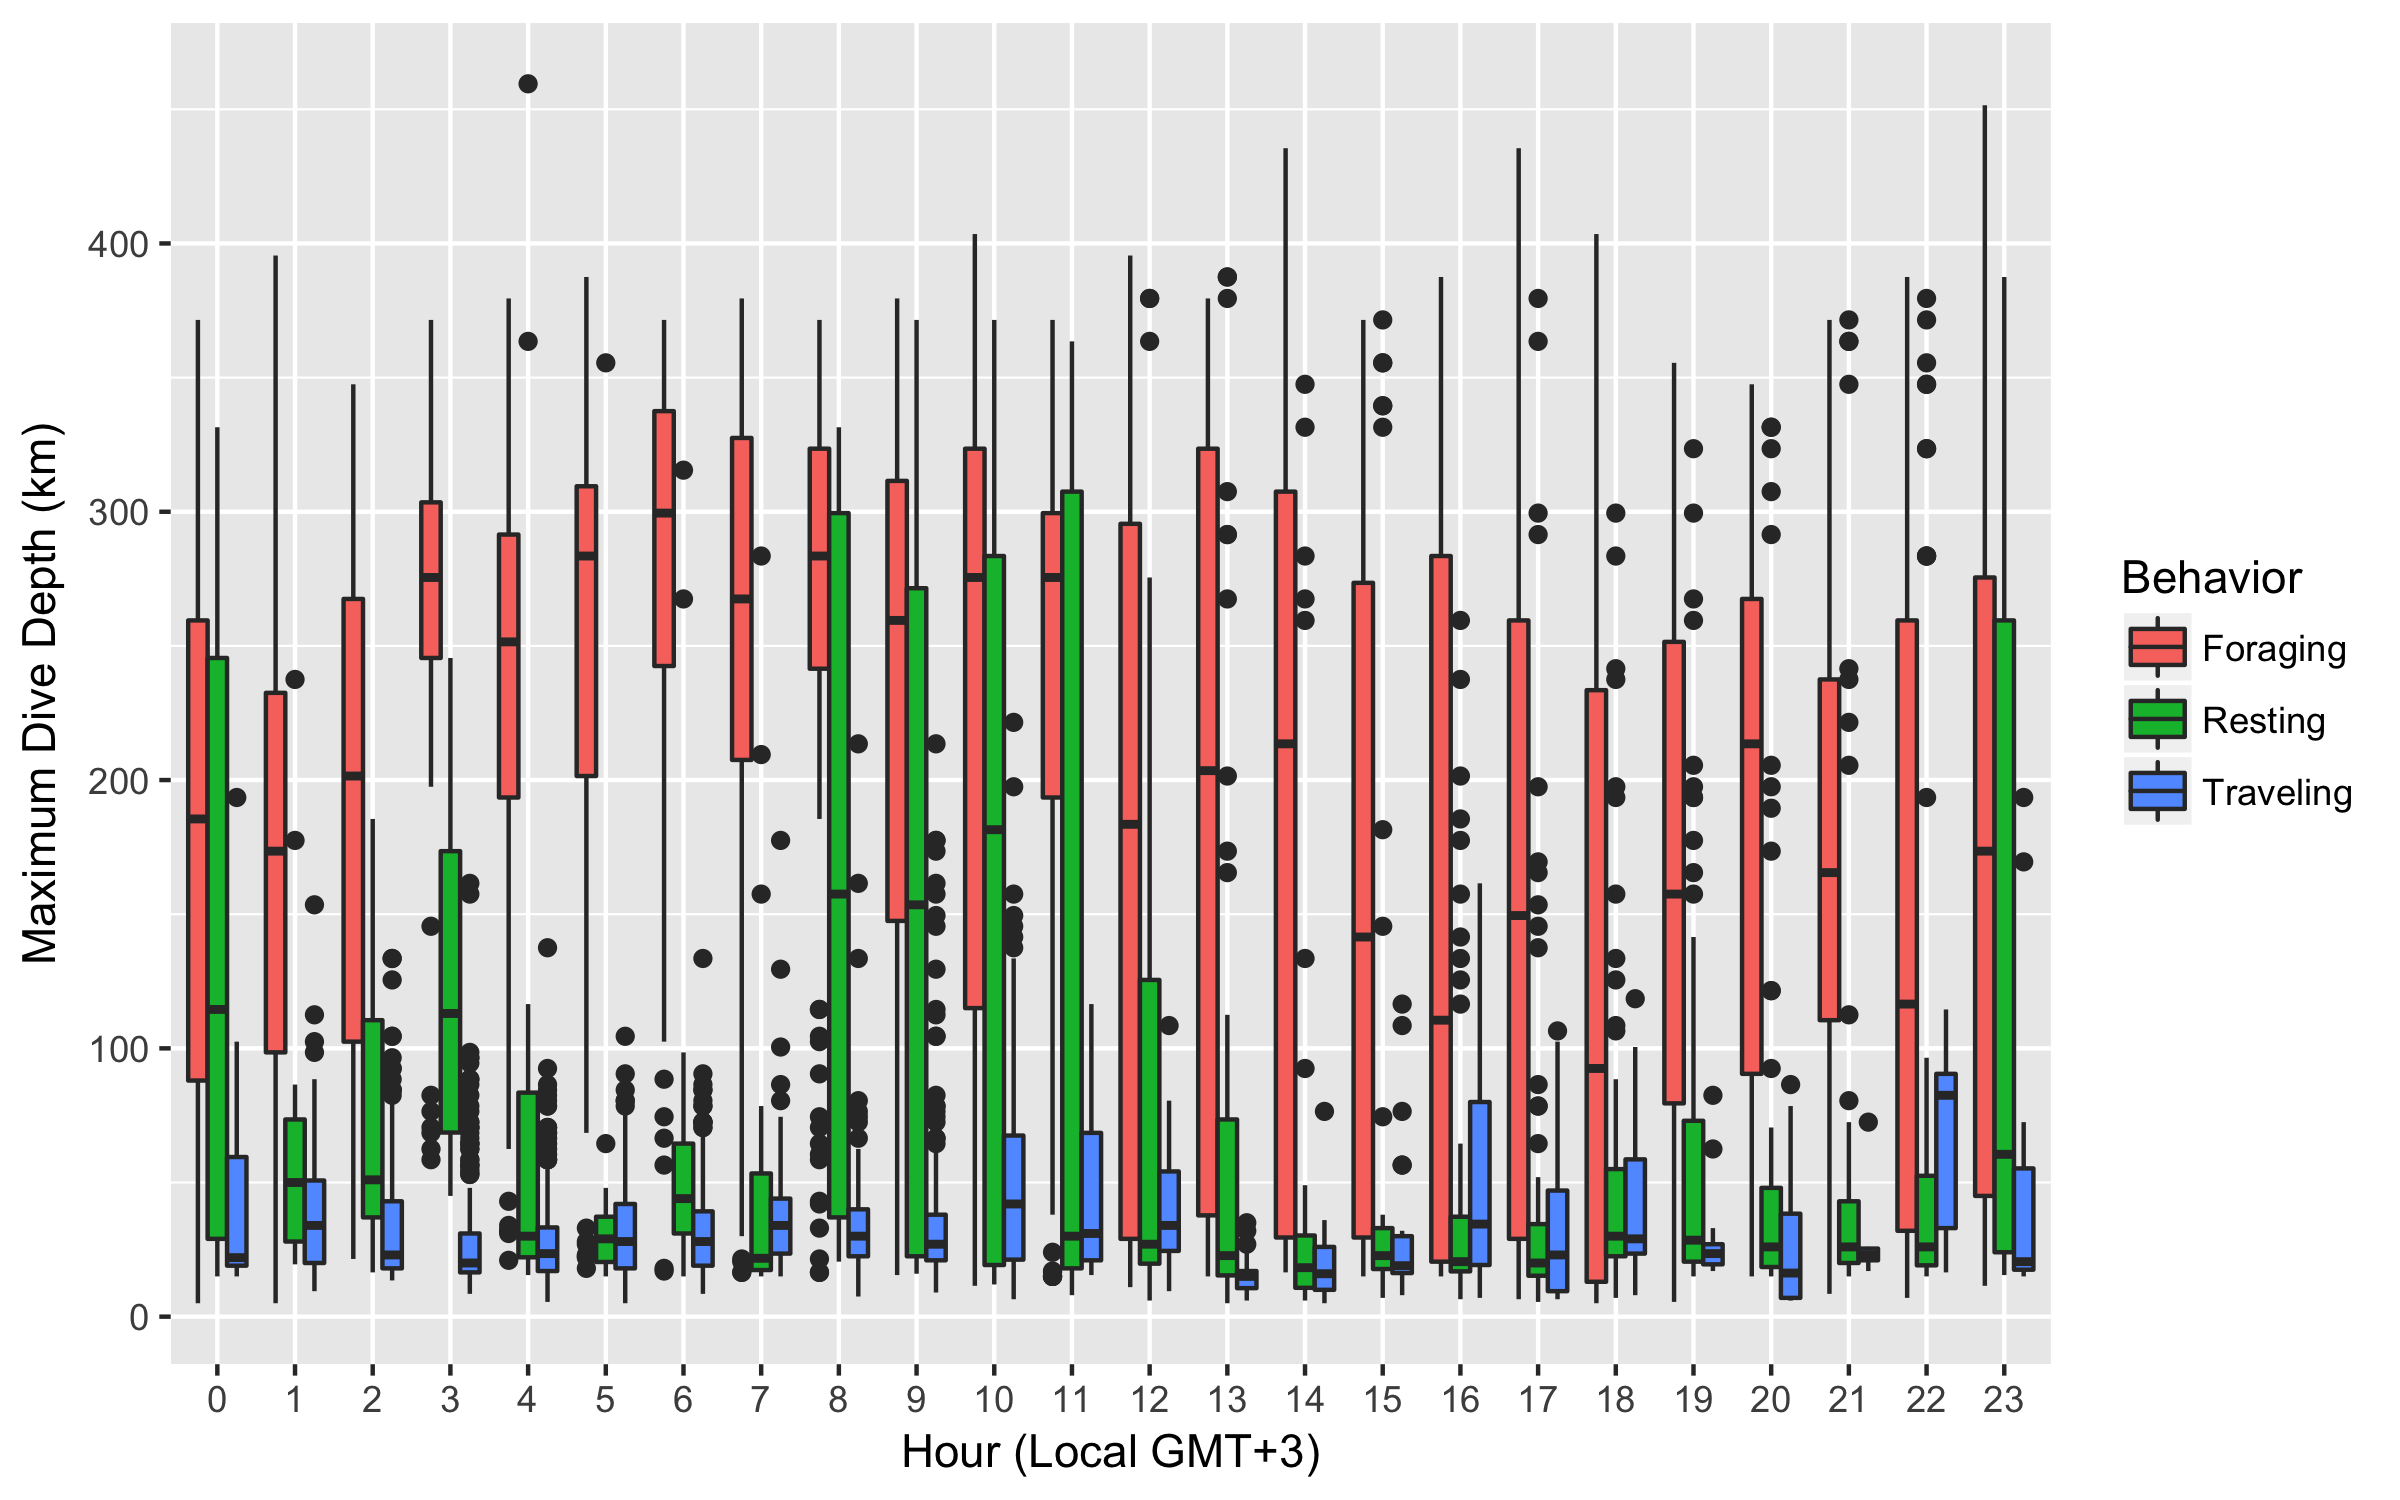 Maximum Dive Depth (km)
400
300
200
100
0
0 1 2 3 4 5 6 7 8 9 10 11 12 13 14 15 16 17 18 19 20 21 22 23
Hour (Local GMT+3)
Behavior
Foraging
Resting
Traveling